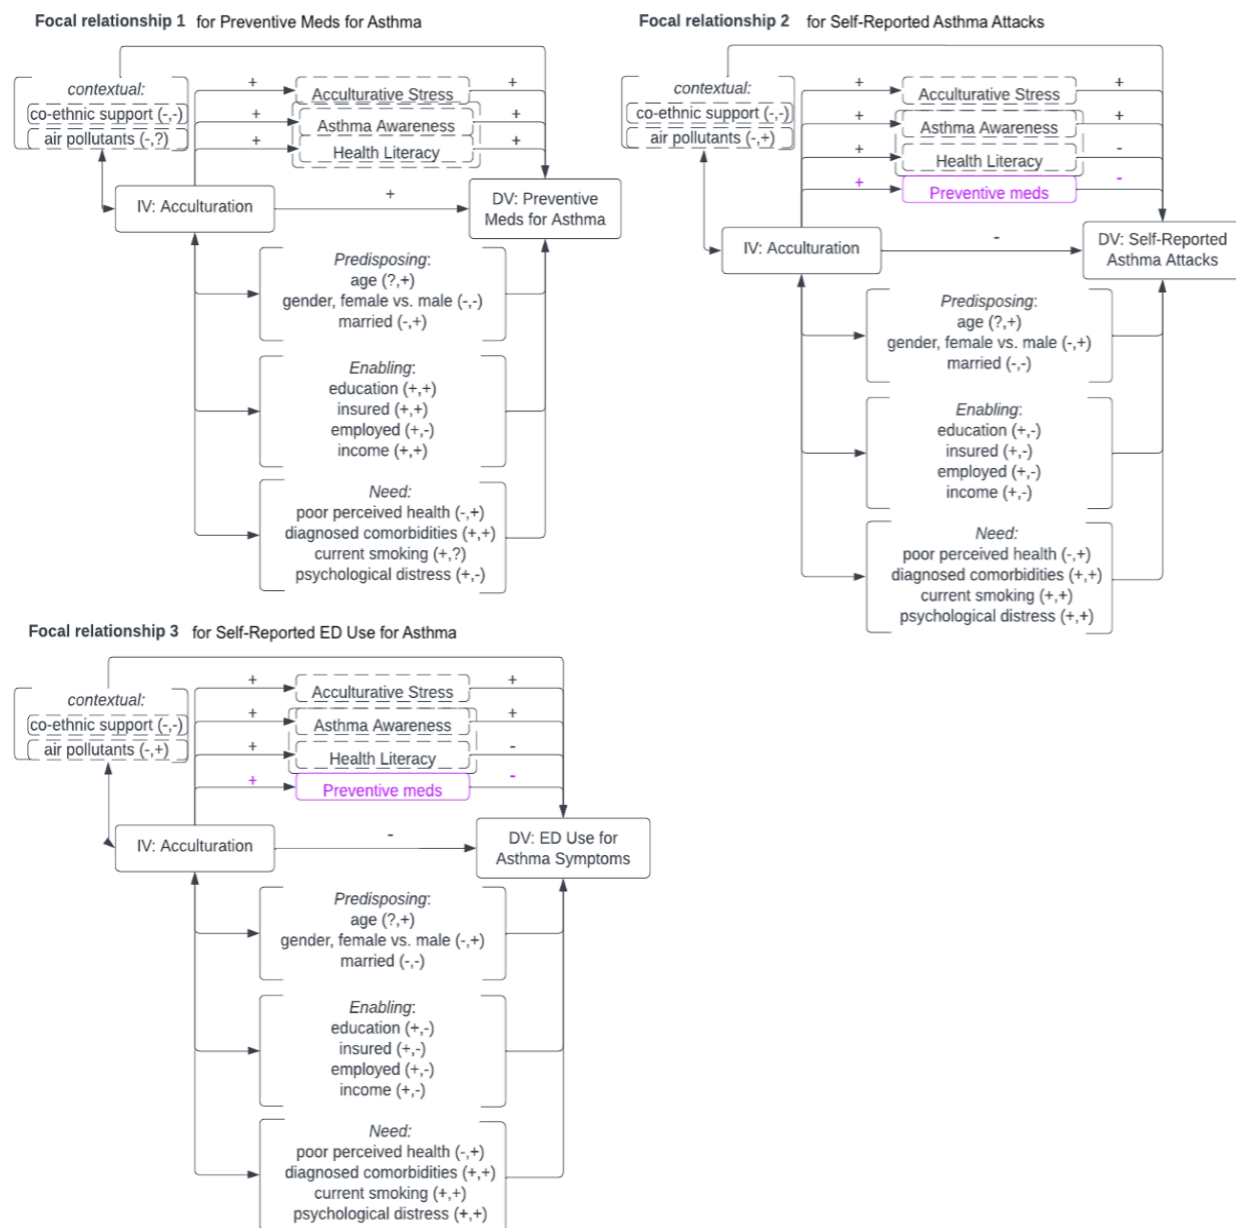 Focal relationship 1 for Preventive Meds for Asthma
contextual:
co-ethnic support (-,-)
air pollutants (-,?)
+ Acculturative Stress +
+ Asthma Awareness +
+ Health Literacy +
IV: Acculturation
+
DV: Preventive
Meds for Asthma
Predisposing:
age (?,+)
gender, female vs. male (-,-)
married (-,+)
Enabling:
education (+,+)
insured (+,+)
employed (+,-)
income (+,+)
Need:
poor perceived health (-,+)
diagnosed comorbidities (+,+)
current smoking (+,?)
psychological distress (+,-)
Focal relationship 2 for Self-Reported Asthma Attacks
contextual:
co-ethnic support (-,-)
air pollutants (-,+)
+ Acculturative Stress +
+ Asthma Awareness +
+ Health Literacy -
+ Preventive meds -
IV: Acculturation
-
DV: Self-Reported
Asthma Attacks
Predisposing:
age (?,+)
gender, female vs. male (-,+)
married (-,-)
Enabling:
education (+,-)
insured (+,-)
employed (+,-)
income (+,-)
Need:
poor perceived health (-,+)
diagnosed comorbidities (+,+)
current smoking (+,+)
psychological distress (+,+)
Focal relationship 3 for Self-Reported ED Use for Asthma
contextual:
co-ethnic support (-,-)
air pollutants (-,+)
+ Acculturative Stress +
+ Asthma Awareness +
+ Health Literacy -
+ Preventive meds -
IV: Acculturation
-
DV: ED Use for
Asthma Symptoms
Predisposing:
age (?,+)
gender, female vs. male (-,+)
married (-,-)
Enabling:
education (+,-)
insured (+,-)
employed (+,-)
income (+,-)
Need:
poor perceived health (-,+)
diagnosed comorbidities (+,+)
current smoking (+,+)
psychological distress (+,+)